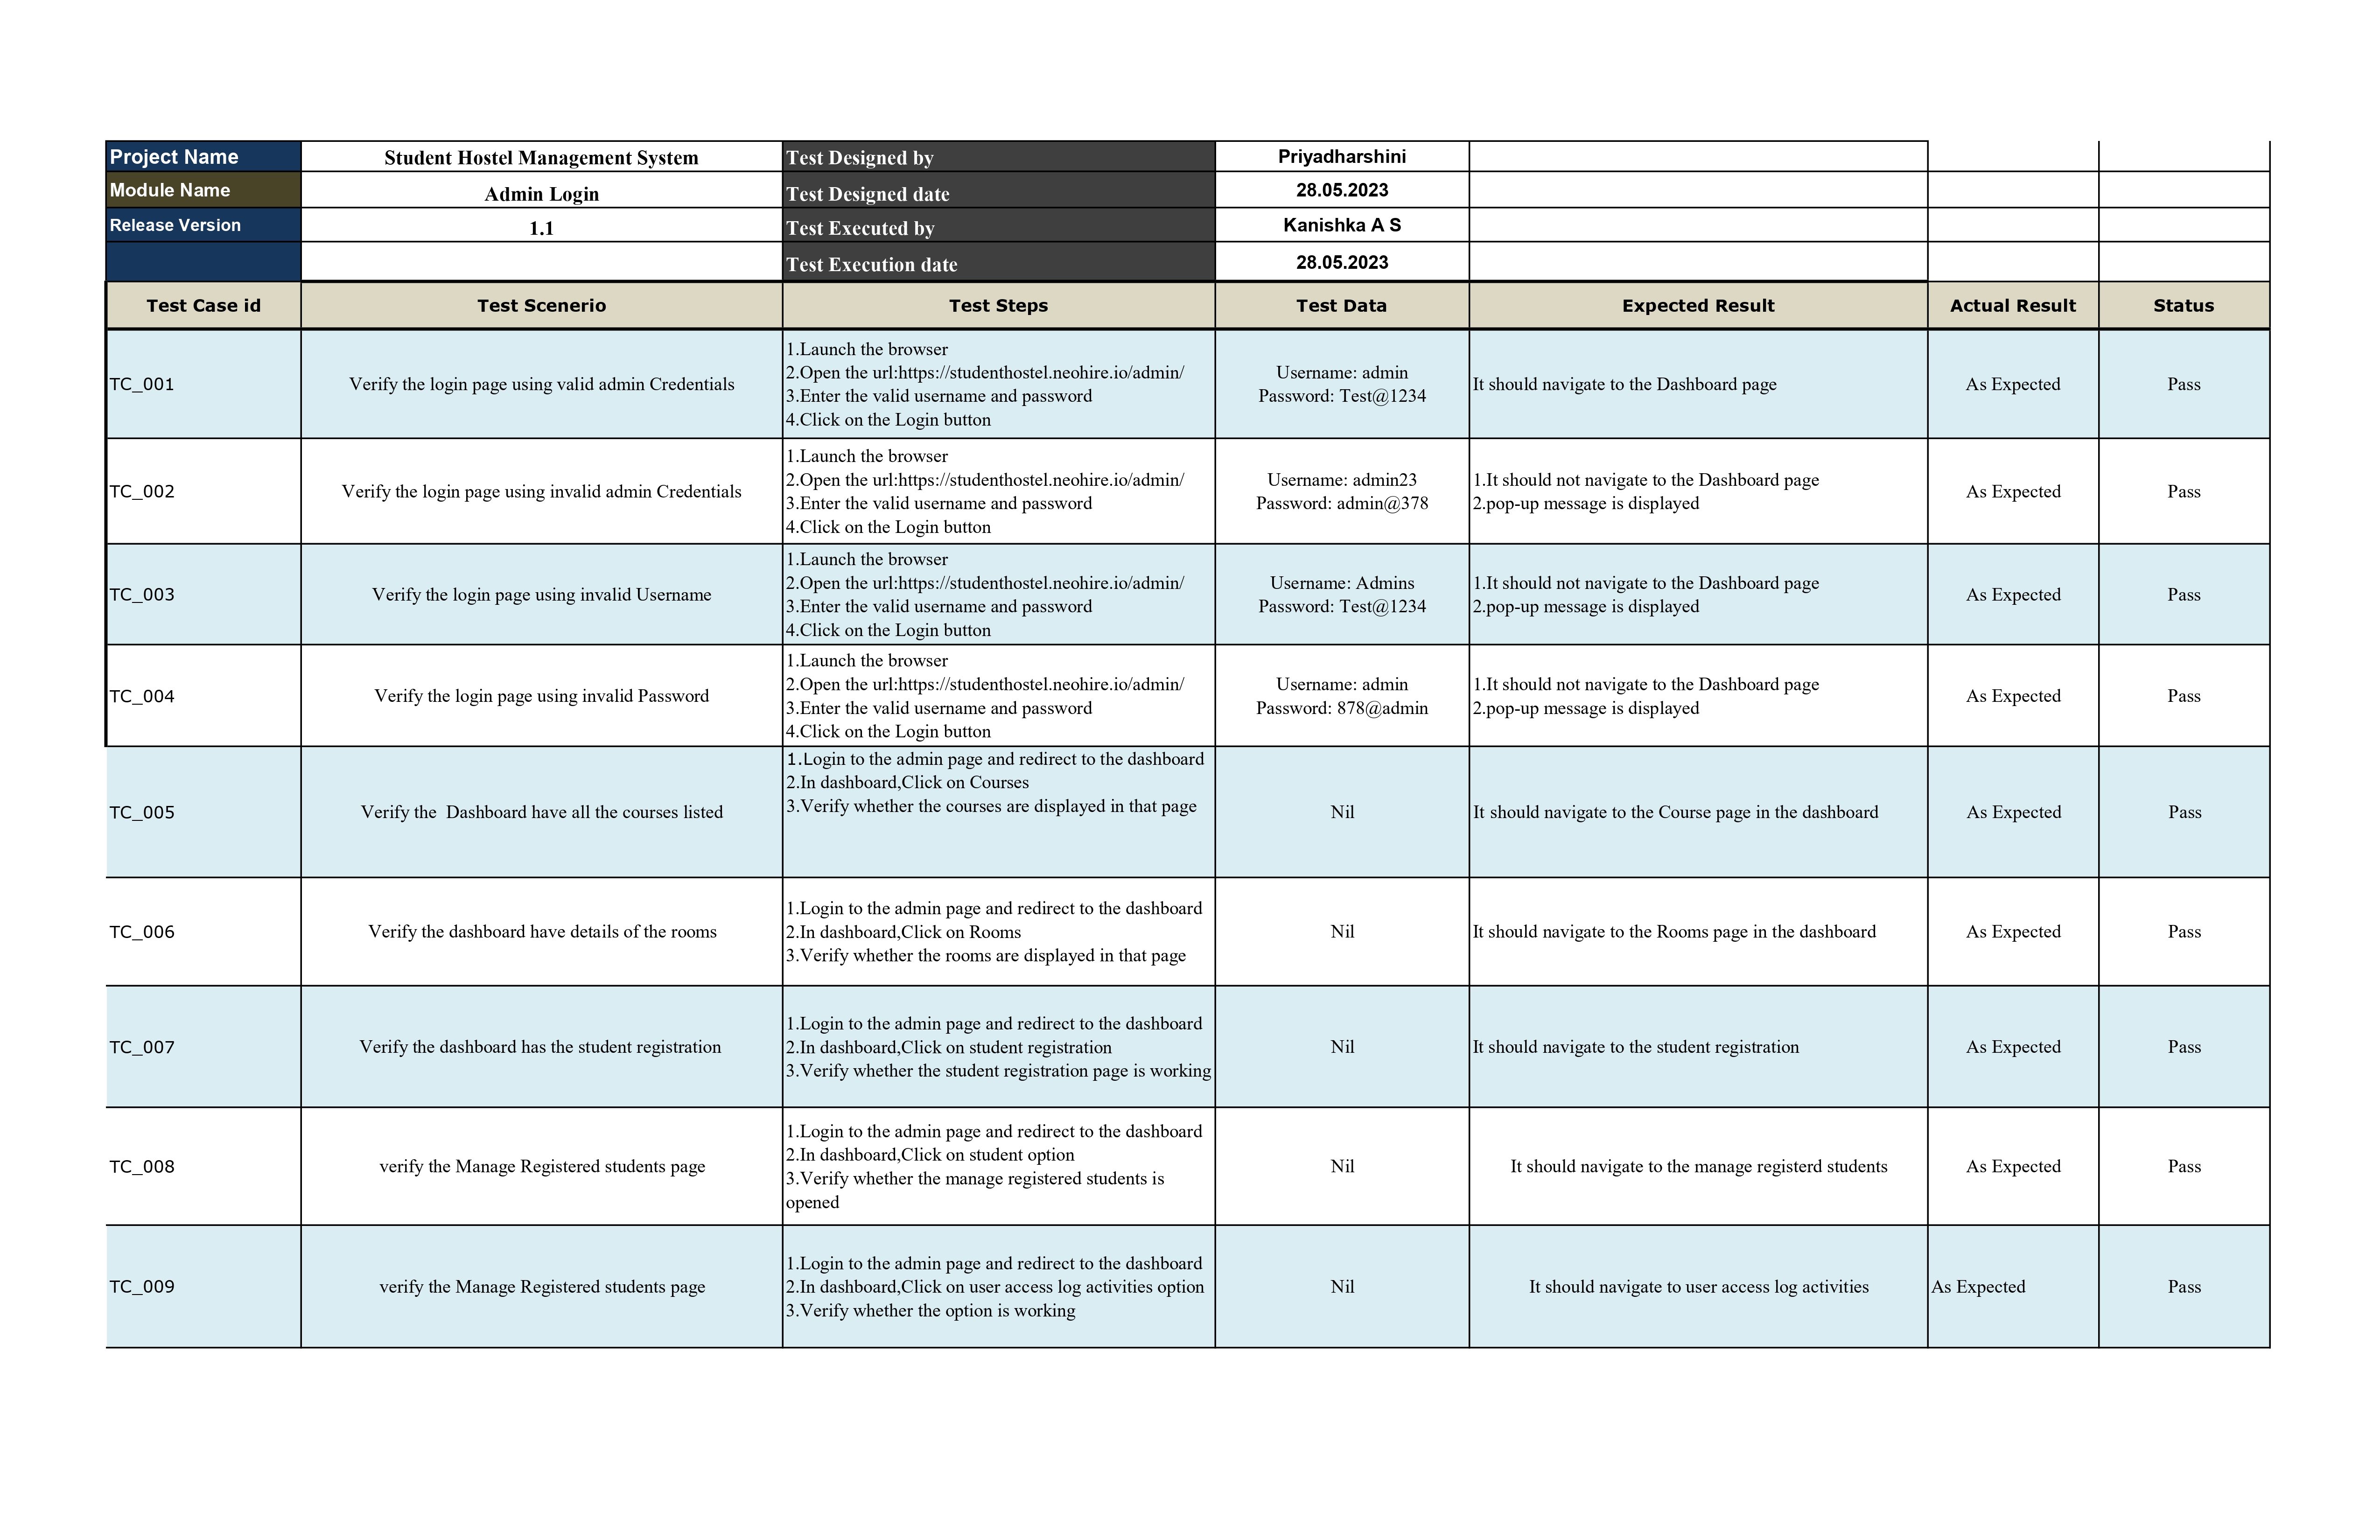 Project Name Student Hostel Management System Test Designed by Priyadharshini
Module Name Admin Login Test Designed date 28.05.2023
Release Version 1.1 Test Executed by Kanishka A S
Test Execution date 28.05.2023
Test Case id Test Scenerio Test Steps Test Data Expected Result Actual Result Status
TC_001
Verify the login page using valid admin Credentials
1.Launch the browser
2.Open the url:https://studenthostel.neohire.io/admin/
3.Enter the valid username and password
4.Click on the Login button
Username: admin
Password: Test@1234
It should navigate to the Dashboard page
As Expected
Pass
TC_002
Verify the login page using invalid admin Credentials
1.Launch the browser
2.Open the url:https://studenthostel.neohire.io/admin/
3.Enter the valid username and password
4.Click on the Login button
Username: admin23
Password: admin@378
1.It should not navigate to the Dashboard page
2.pop-up message is displayed
As Expected
Pass
TC_003
Verify the login page using invalid Username
1.Launch the browser
2.Open the url:https://studenthostel.neohire.io/admin/
3.Enter the valid username and password
4.Click on the Login button
Username: Admins
Password: Test@1234
1.It should not navigate to the Dashboard page
2.pop-up message is displayed
As Expected
Pass
TC_004
Verify the login page using invalid Password
1.Launch the browser
2.Open the url:https://studenthostel.neohire.io/admin/
3.Enter the valid username and password
4.Click on the Login button
Username: admin
Password: 878@admin
1.It should not navigate to the Dashboard page
2.pop-up message is displayed
As Expected
Pass
TC_005
Verify the  Dashboard have all the courses listed
1.Login to the admin page and redirect to the dashboard
2.In dashboard,Click on Courses
3.Verify whether the courses are displayed in that page
Nil
It should navigate to the Course page in the dashboard
As Expected
Pass
TC_006
Verify the dashboard have details of the rooms
1.Login to the admin page and redirect to the dashboard
2.In dashboard,Click on Rooms
3.Verify whether the rooms are displayed in that page
Nil
It should navigate to the Rooms page in the dashboard
As Expected
Pass
TC_007
Verify the dashboard has the student registration
1.Login to the admin page and redirect to the dashboard
2.In dashboard,Click on student registration
3.Verify whether the student registration page is working
Nil
It should navigate to the student registration
As Expected
Pass
TC_008
verify the Manage Registered students page
1.Login to the admin page and redirect to the dashboard
2.In dashboard,Click on student option
3.Verify whether the manage registered students is
opened
Nil
It should navigate to the manage registerd students
As Expected
Pass
TC_009
verify the Manage Registered students page
1.Login to the admin page and redirect to the dashboard
2.In dashboard,Click on user access log activities option
3.Verify whether the option is working
Nil
It should navigate to user access log activities
As Expected
Pass